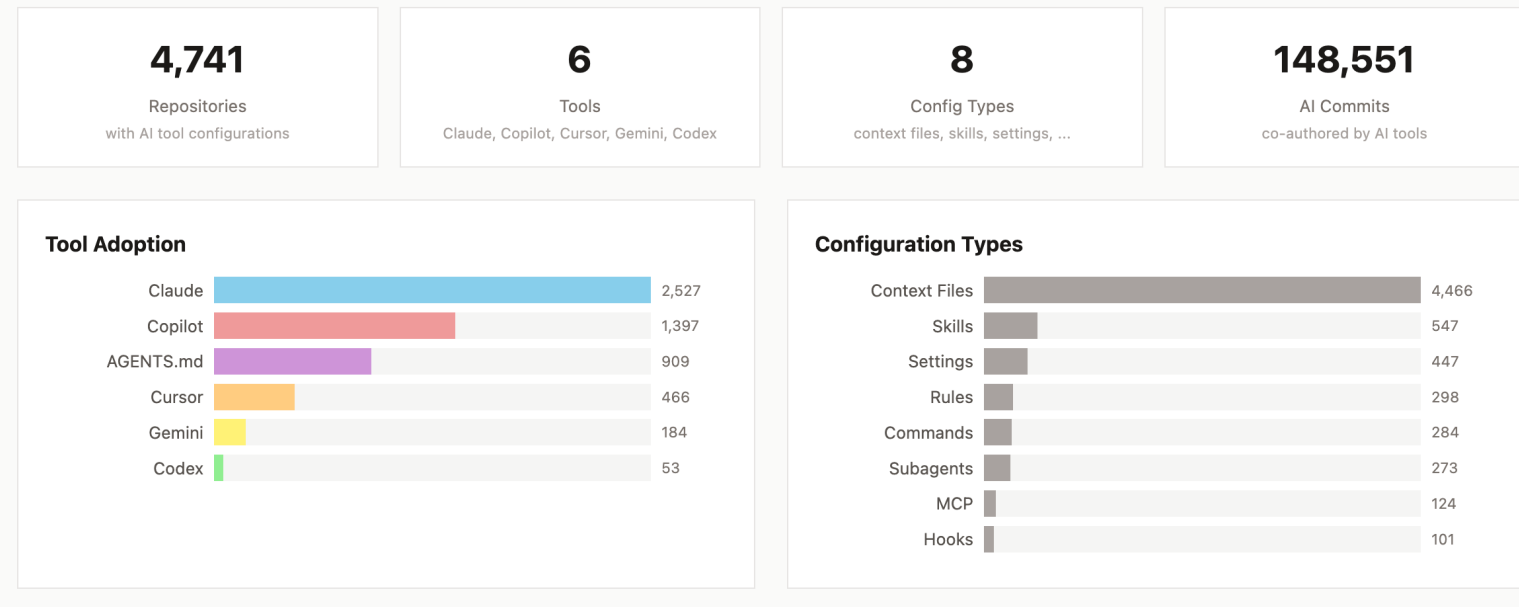 4,741
Repositories
with AI tool configurations
6
Tools
Claude, Copilot, Cursor, Gemini, Codex
8
Config Types
context files, skills, settings, ...
148,551
AI Commits
co-authored by AI tools
Tool Adoption
Claude 2,527
Copilot 1,397
AGENTS.md 909
Cursor 466
Gemini 184
Codex 53
Configuration Types
Context Files 4,466
Skills 547
Settings 447
Rules 298
Commands 284
Subagents 273
MCP 124
Hooks 101